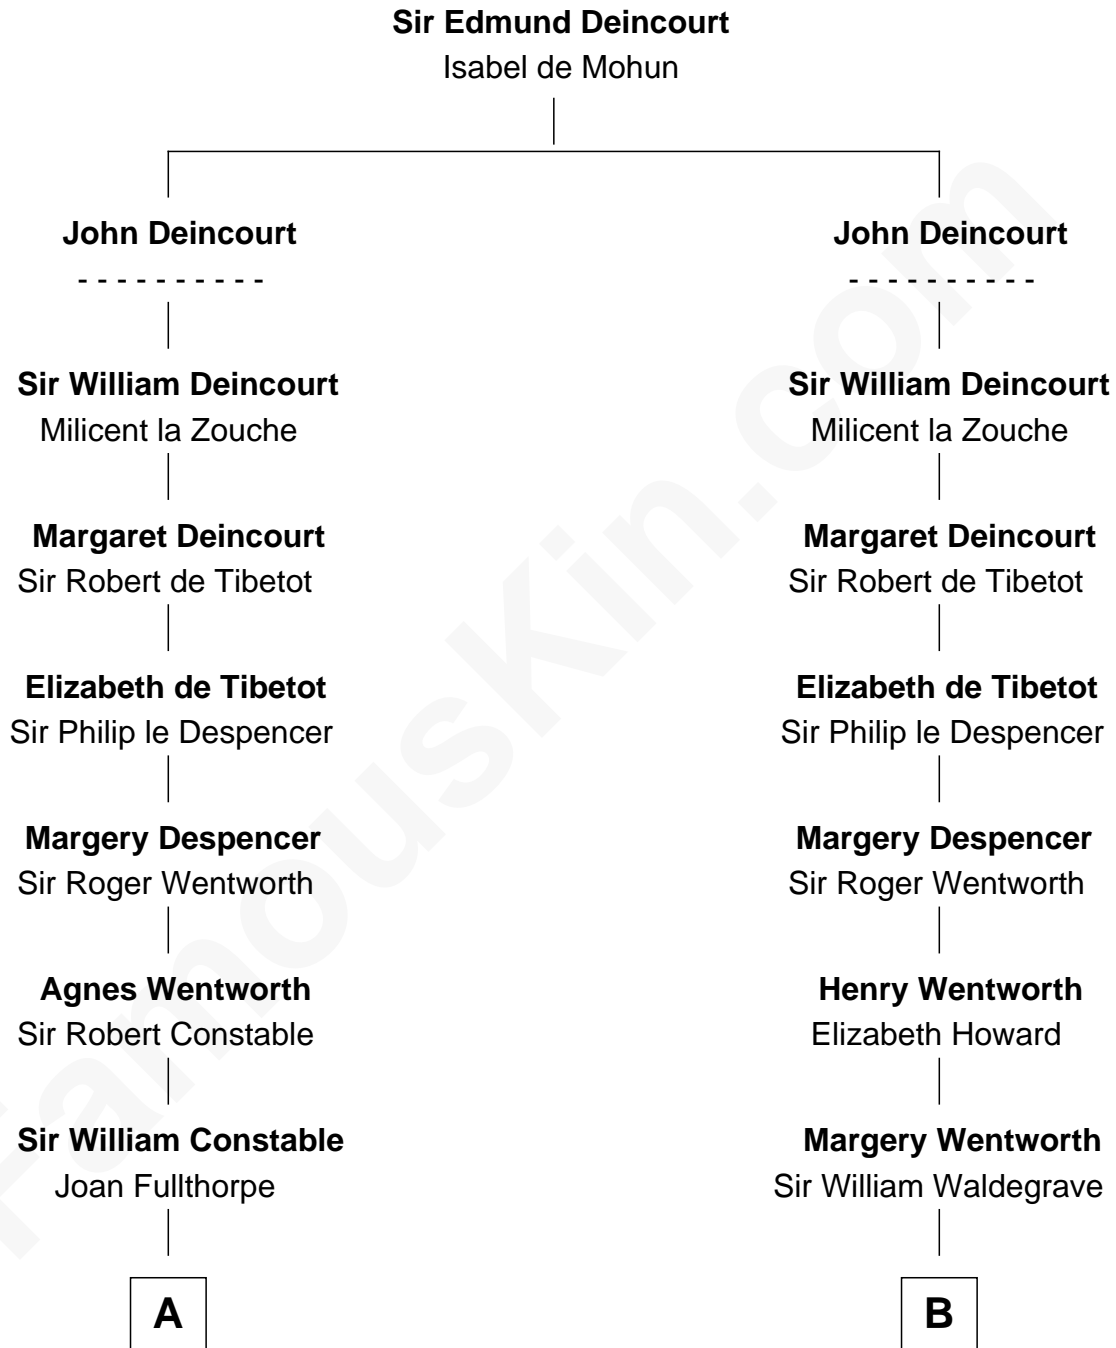 Sir Edmund Deincourt
Isabel de Mohun
John Deincourt
- - - - - - - - - -
Sir William Deincourt
Milicent la Zouche
Margaret Deincourt
Sir Robert de Tibetot
Elizabeth de Tibetot
Sir Philip le Despencer
Margery Despencer
Sir Roger Wentworth
Agnes Wentworth
Sir Robert Constable
Sir William Constable
Joan Fullthorpe
A
John Deincourt
- - - - - - - - - -
Sir William Deincourt
Milicent la Zouche
Margaret Deincourt
Sir Robert de Tibetot
Elizabeth de Tibetot
Sir Philip le Despencer
Margery Despencer
Sir Roger Wentworth
Henry Wentworth
Elizabeth Howard
Margery Wentworth
Sir William Waldegrave
B
FamousKin.com